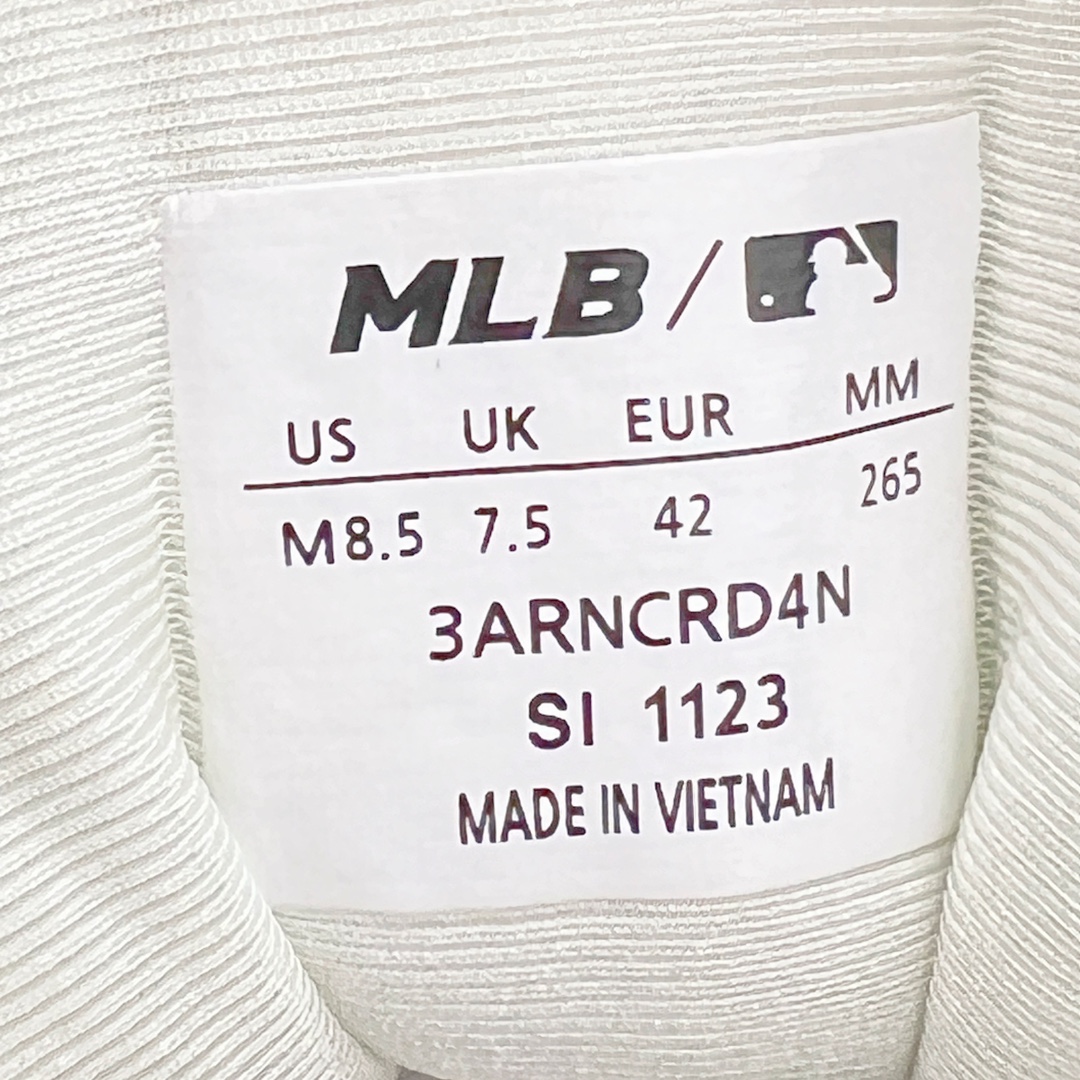 MLB /
US UK EUR MM
M8.5 7.5 42 265
3ARNCRD4N
SI 1123
MADE IN VIETNAM